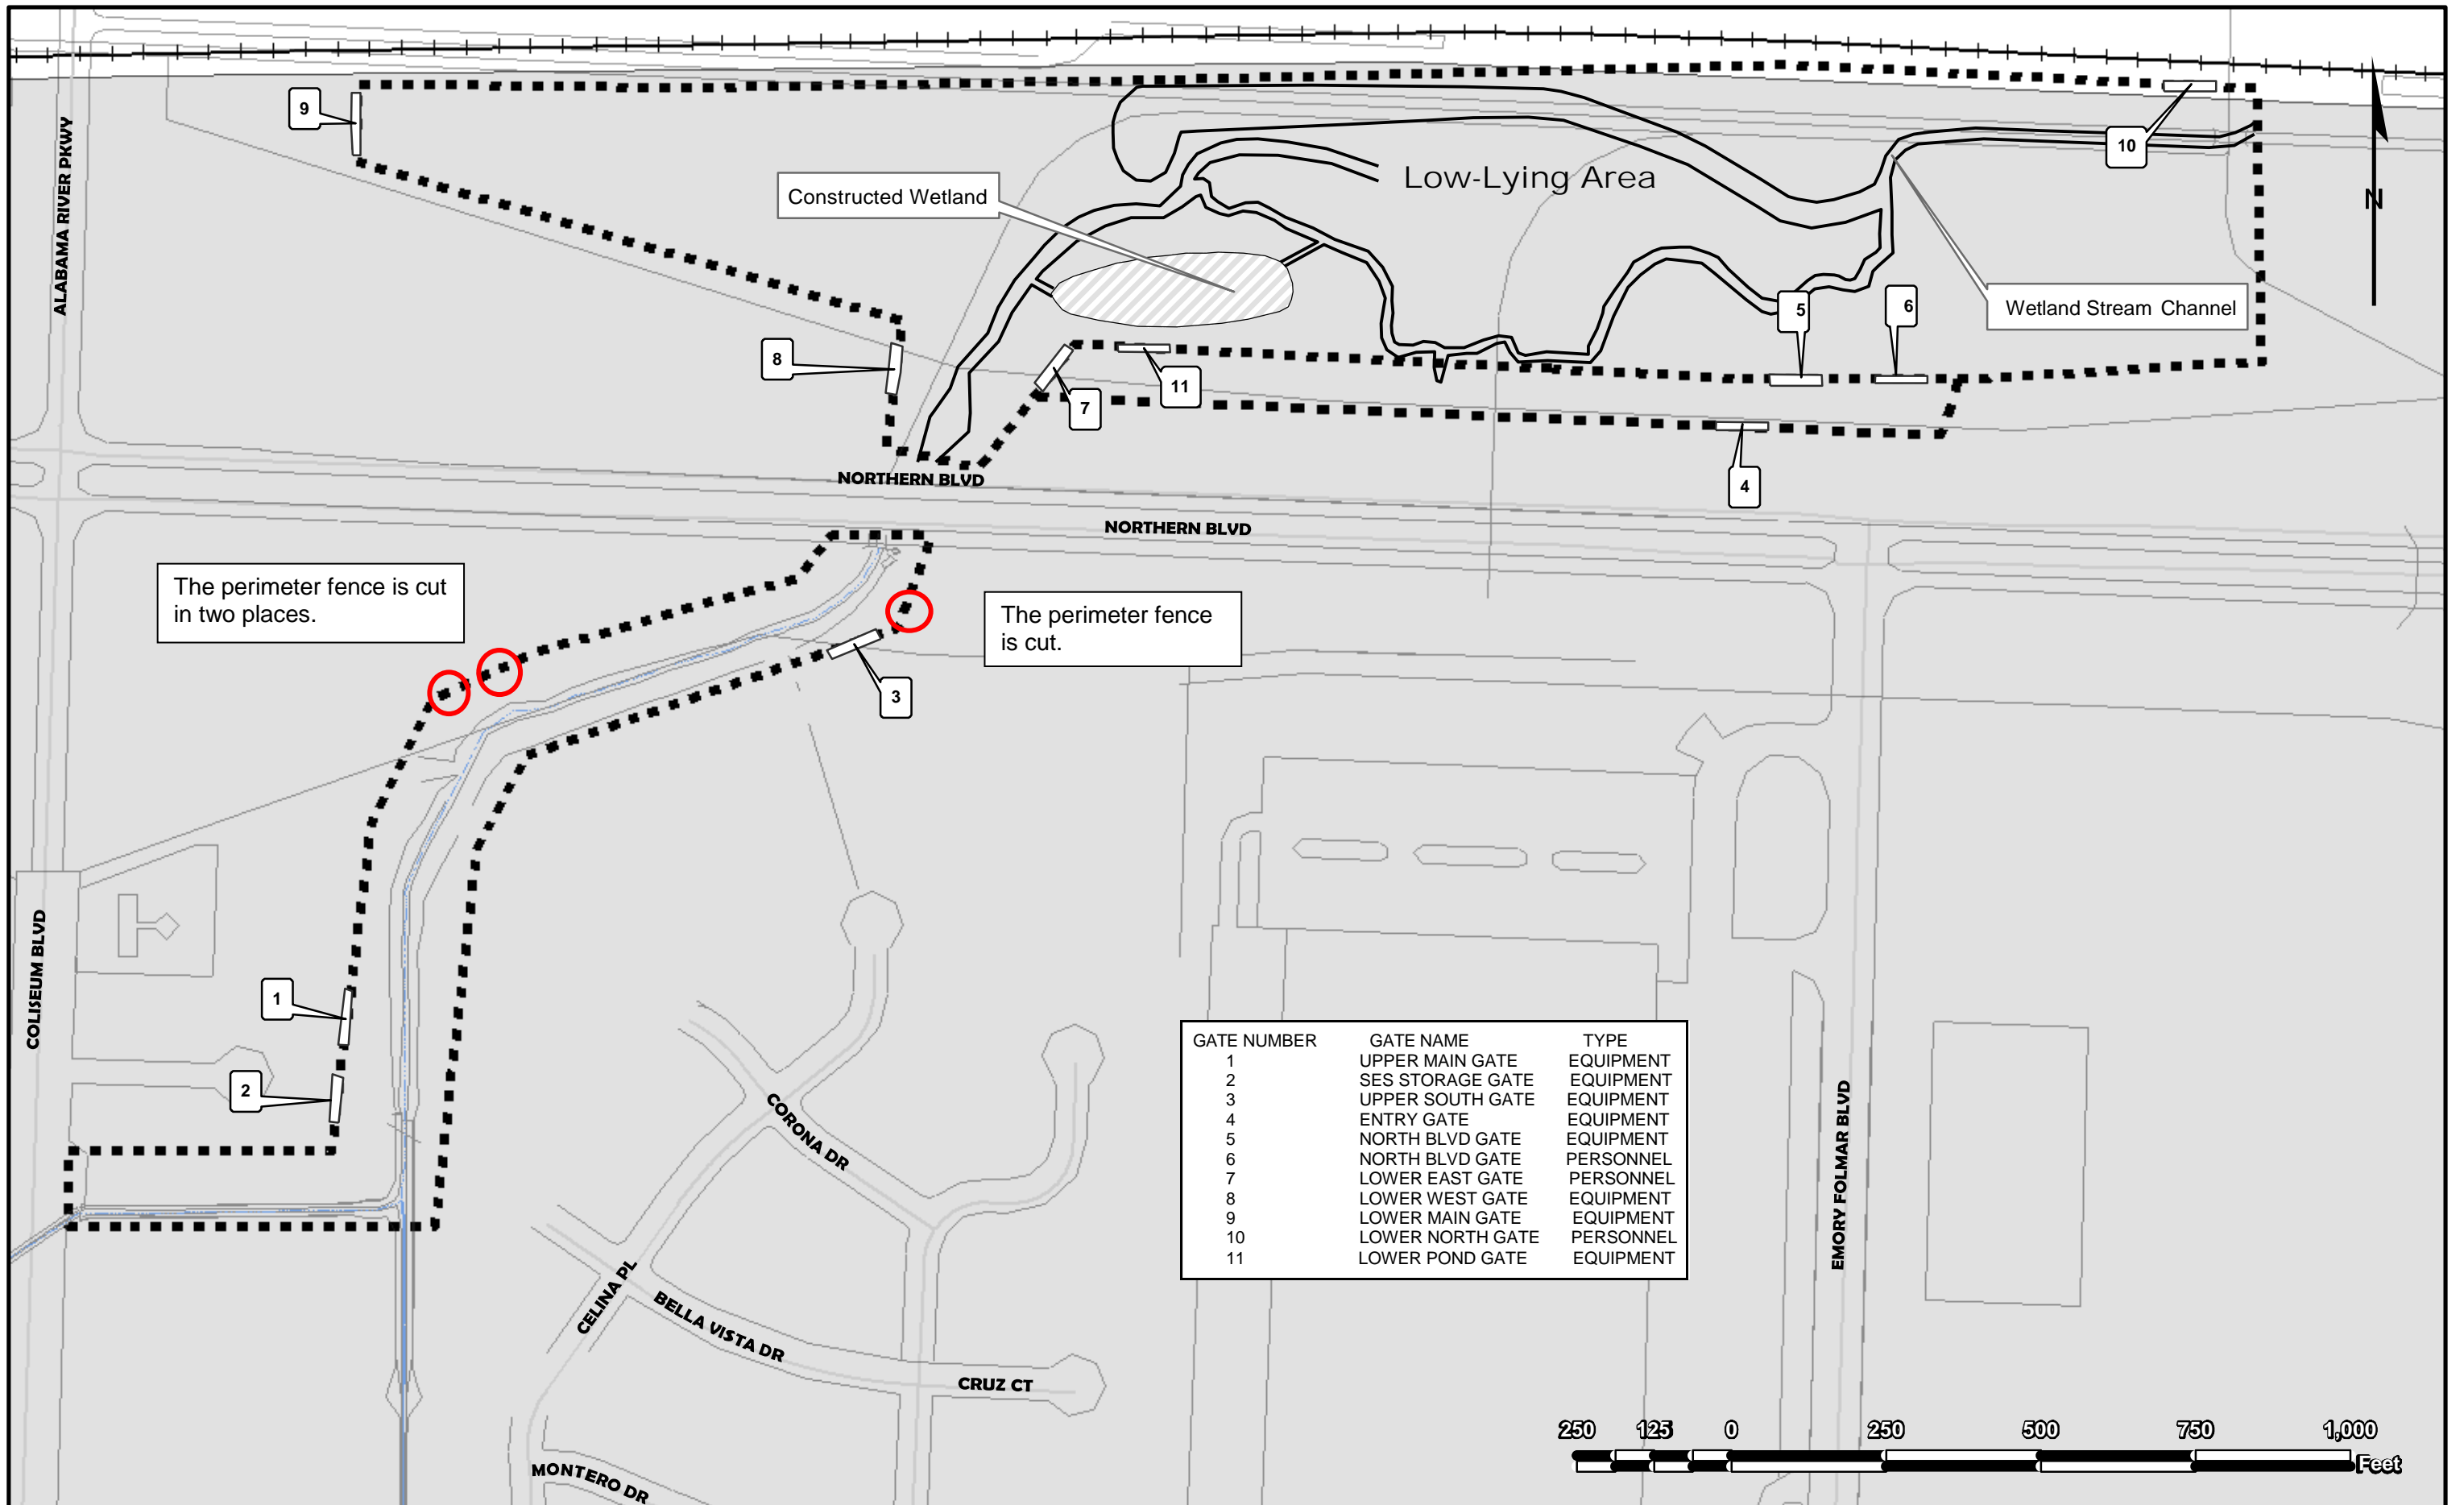 9
10
ALABAMA RIVER PKWY
Low-Lying Area
Constructed Wetland
N
Wetland Stream Channel
5
6
8
11
7
4
NORTHERN BLVD
NORTHERN BLVD
The perimeter fence is cut
in two places.
The perimeter fence
is cut.
3
COLISEUM BLVD
1
2
GATE NUMBER GATE NAME TYPE
1 UPPER MAIN GATE EQUIPMENT
2 SES STORAGE GATE EQUIPMENT
3 UPPER SOUTH GATE EQUIPMENT
4 ENTRY GATE EQUIPMENT
5 NORTH BLVD GATE EQUIPMENT
6 NORTH BLVD GATE PERSONNEL
7 LOWER EAST GATE PERSONNEL
8 LOWER WEST GATE EQUIPMENT
9 LOWER MAIN GATE EQUIPMENT
10 LOWER NORTH GATE PERSONNEL
11 LOWER POND GATE EQUIPMENT
CORONA DR
EMORY FOLMAR BLVD
CELINA PL
BELLA VISTA DR
CRUZ CT
MONTERO DR
250 125 0 250 500 750 1,000
Feet